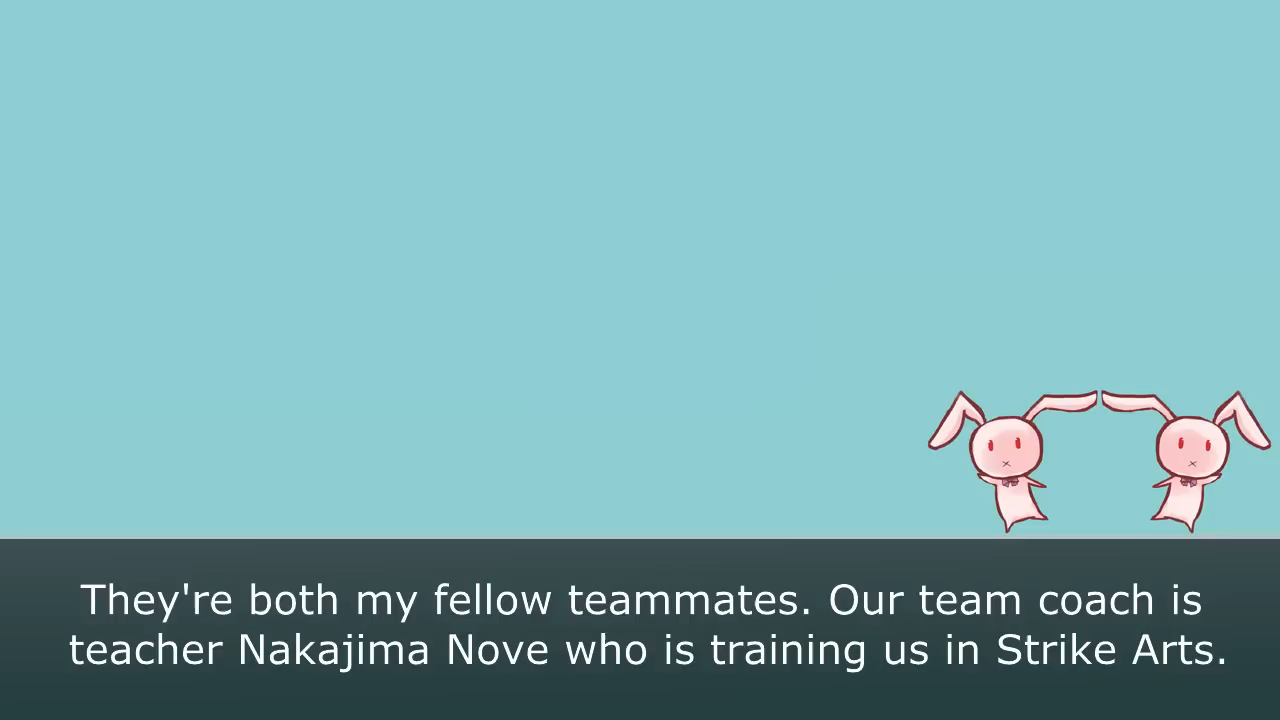 They're both my fellow teammates. Our team coach is
teacher Nakajima Nove who is training us in Strike Arts.